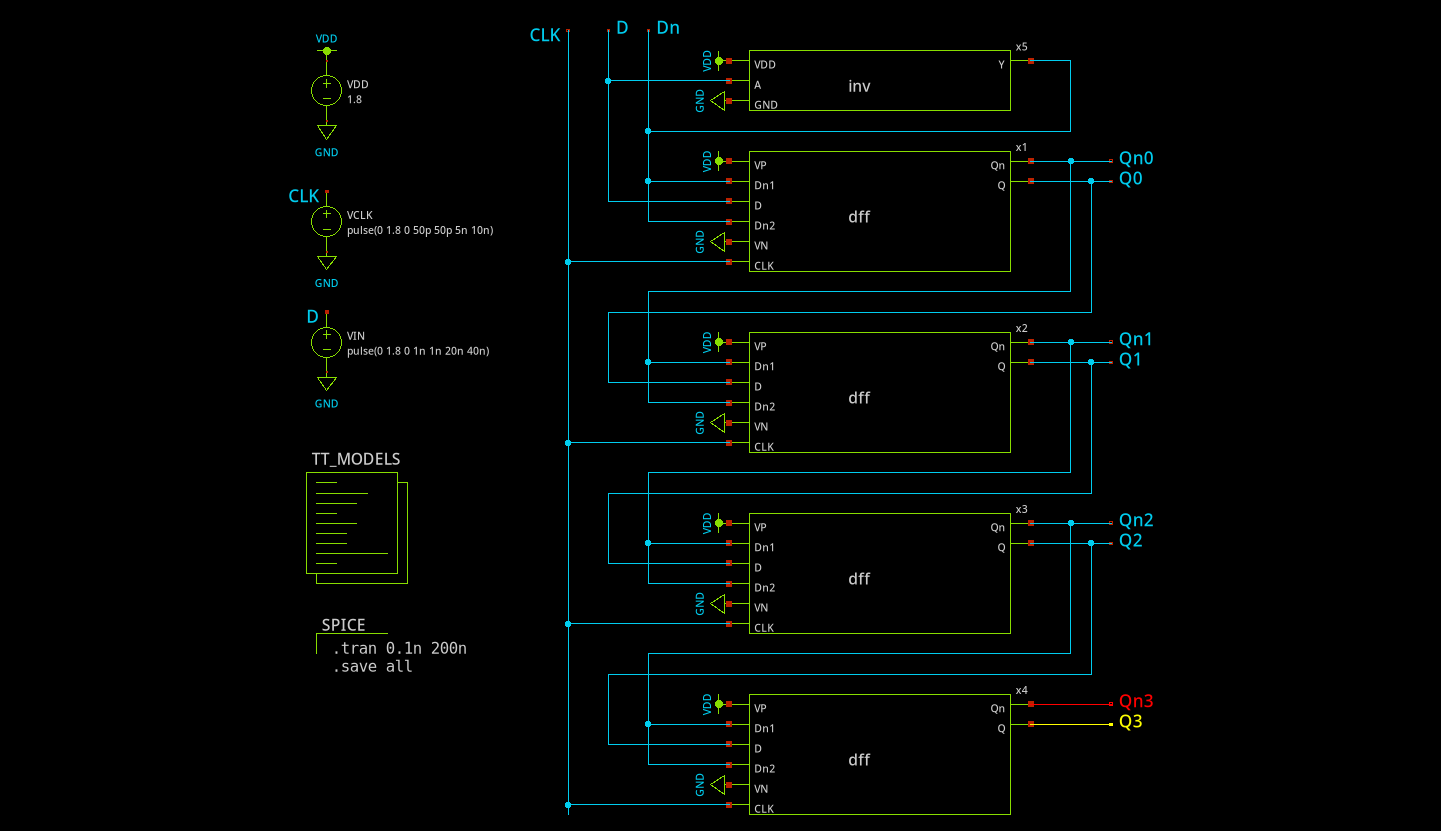 VDD
VDD
1.8
GND
CLK
VCLK
pulse(0 1.8 0 50p 50p 5n 10n)
GND
D
VIN
pulse(0 1.8 0 1n 1n 20n 40n)
GND
TT_MODELS
SPICE
.tran 0.1n 200n
.save all
CLK
D
Dn
x5
VDD
VDD
Y
A
inv
GND
GND
x1
VDD
VP
Qn
Qn0
Dn1
Q
Q0
D
dff
Dn2
GND
VN
CLK
x2
VDD
VP
Qn
Qn1
Dn1
Q
Q1
D
dff
Dn2
GND
VN
CLK
x3
VDD
VP
Qn
Qn2
Dn1
Q
Q2
D
dff
Dn2
GND
VN
CLK
x4
VDD
VP
Qn
Qn3
Dn1
Q
Q3
D
dff
Dn2
GND
VN
CLK